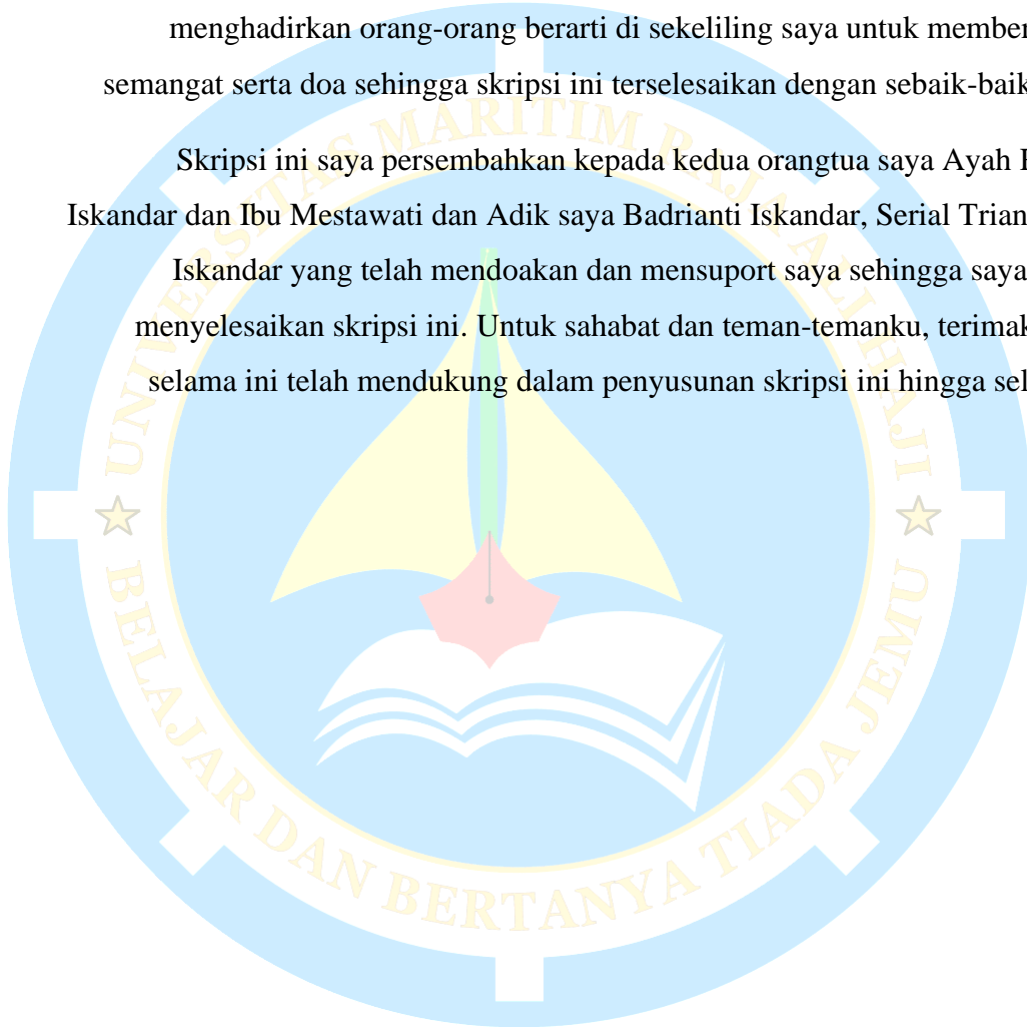 menghadirkan orang-orang berarti di sekeliling saya untuk member
semangat serta doa sehingga skripsi ini terselesaikan dengan sebaik-baik
Skripsi ini saya persembahkan kepada kedua orangtua saya Ayah
Iskandar dan Ibu Mestawati dan Adik saya Badrianti Iskandar, Serial Trian
Iskandar yang telah mendoakan dan mensuport saya sehingga saya
menyelesaikan skripsi ini. Untuk sahabat dan teman-temanku, terimak
selama ini telah mendukung dalam penyusunan skripsi ini hingga sel
UNIVERSITAS MARITIM RAJA ALI HAJI
BELAJAR DAN BERTANYA TIADA JEMU